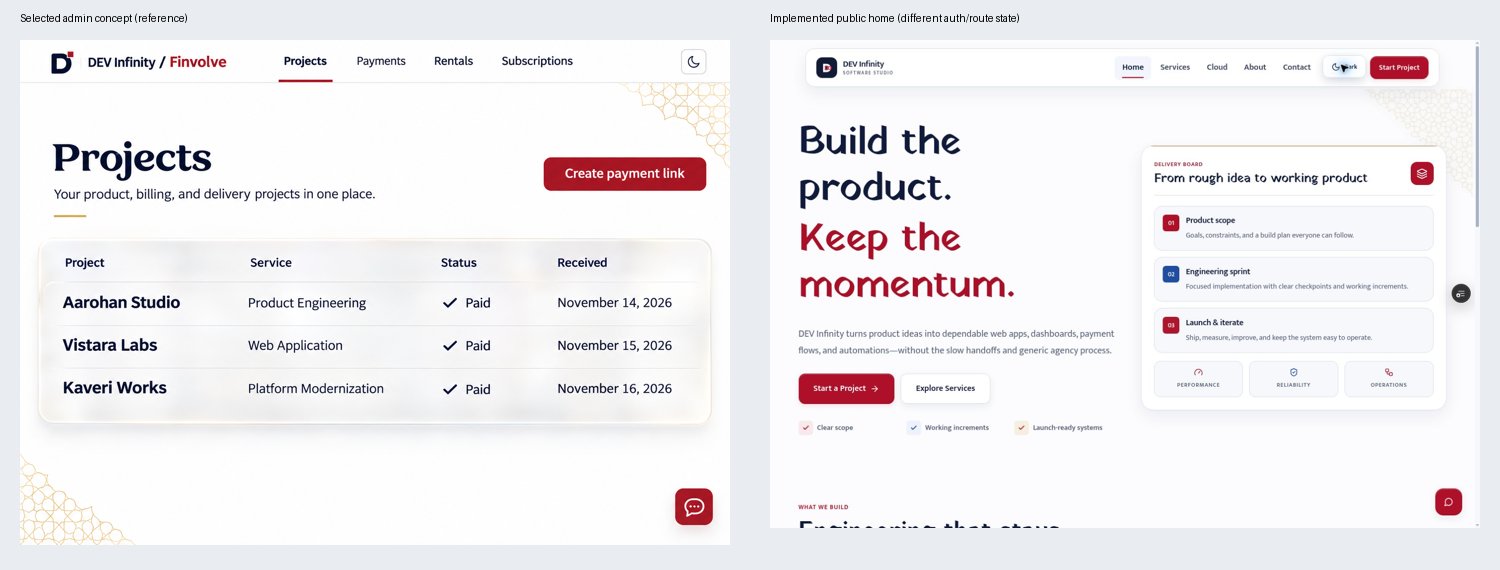 Selected admin concept (reference)
DEV Infinity / Finvolve
Projects
Payments
Rentals
Subscriptions
Projects
Your product, billing, and delivery projects in one place.
Create payment link
Project Service Status Received
Aarohan Studio Product Engineering Paid November 14, 2026
Vistara Labs Web Application Paid November 15, 2026
Kaveri Works Platform Modernization Paid November 16, 2026
Implemented public home (different auth/route state)
DEV Infinity
SOFTWARE STUDIO
Home
Services
Cloud
About
Contact
Start Project
Build the
product.
Keep the
momentum.
DEV Infinity turns product ideas into dependable web apps, dashboards, payment
flows, and automations—without the slow handoffs and generic agency process.
Start a Project →
Explore Services
Clear scope
Working increments
Launch-ready systems
DELIVERY BOARD
From rough idea to working product
01
Product scope
Goals, constraints, and a build plan everyone can follow.
02
Engineering sprint
Focused implementation with clear checkpoints and working increments.
03
Launch & iterate
Ship, measure, improve, and keep the system easy to operate.
PERFORMANCE
RELIABILITY
OPERATIONS
WHAT WE BUILD
Engineering that stays